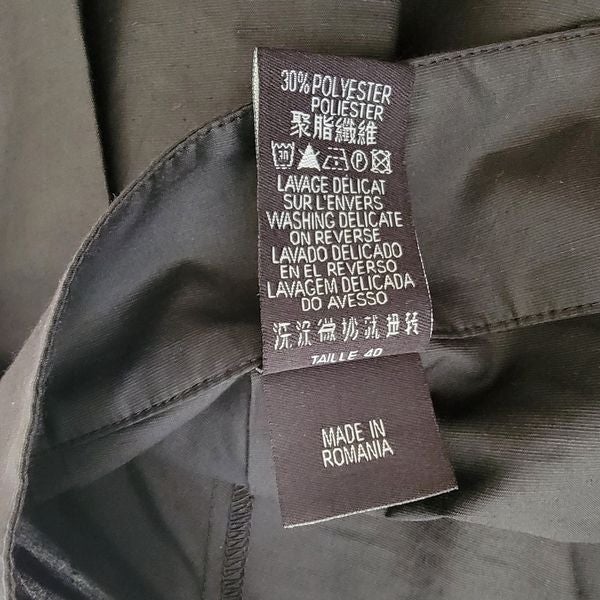 30% POLYESTER
POLIESTER
聚脂纖維
30
P
LAVAGE DÉLICAT
SUR L'ENVERS
WASHING DELICATE
ON REVERSE
LAVADO DELICADO
EN EL REVERSO
LAVAGEM DELICADA
DO AVESSO
TAILLE 40
MADE IN
ROMANIA